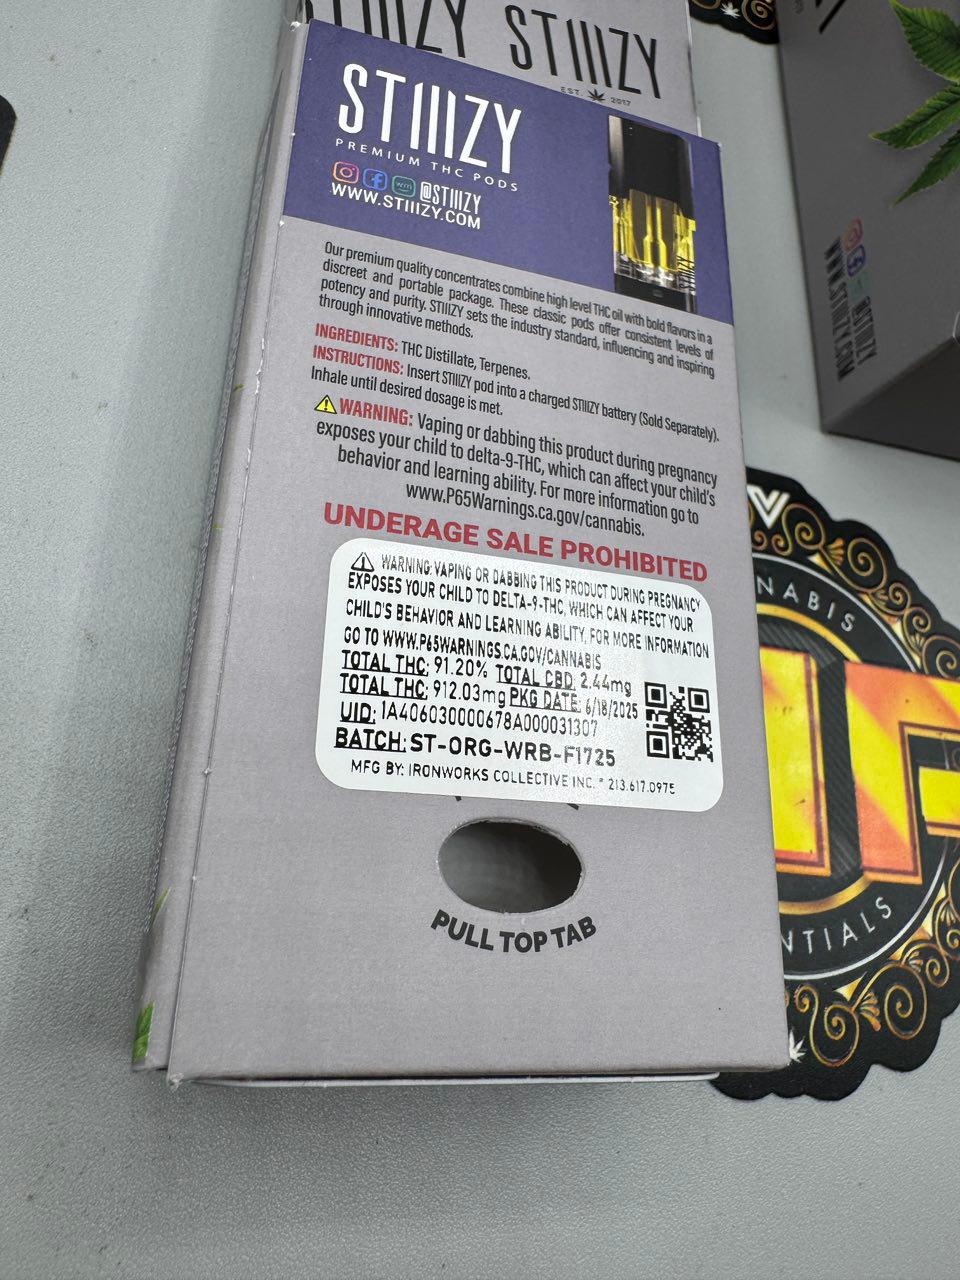 STIIIZY STIIIZY
EST. 2017
STIIIZY
PREMIUM THC PODS
wm @STIIIZY
WWW.STIIIZY.COM
Our premium quality concentrates combine high level THC oil with bold flavors in a
discreet and portable package. These classic pods offer consistent levels of
potency and purity. STIIIZY sets the industry standard, influencing and inspiring
through innovative methods.
INGREDIENTS: THC Distillate, Terpenes.
INSTRUCTIONS: Insert STIIIZY pod into a charged STIIIZY battery (Sold Separately).
Inhale until desired dosage is met.
WARNING: Vaping or dabbing this product during pregnancy
exposes your child to delta-9-THC, which can affect your child's
behavior and learning ability. For more information go to
www.P65Warnings.ca.gov/cannabis.
UNDERAGE SALE PROHIBITED
WARNING: VAPING OR DABBING THIS PRODUCT DURING PREGNANCY
EXPOSES YOUR CHILD TO DELTA-9-THC, WHICH CAN AFFECT YOUR
CHILD'S BEHAVIOR AND LEARNING ABILITY. FOR MORE INFORMATION
GO TO WWW.P65WARNINGS.CA.GOV/CANNABIS
TOTAL THC: 91.20% TOTAL CBD: 2.44mg
TOTAL THC: 912.03mg PKG DATE: 6/18/2025
UID: 1A4060300000678A000031307
BATCH: ST-ORG-WRB-F1725
MFG BY: IRONWORKS COLLECTIVE INC. * 213.617.0975
PULL TOP TAB
STIIIZY
@STIIIZY
WWW.STIIIZY.COM
NNABIS
NTIALS